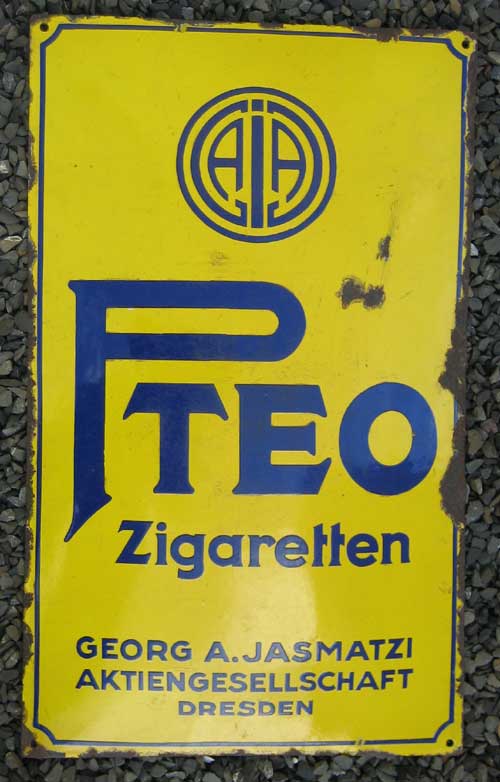 PTEO
Zigaretten
GEORG A. JASMATZI
AKTIENGESELLSCHAFT
DRESDEN